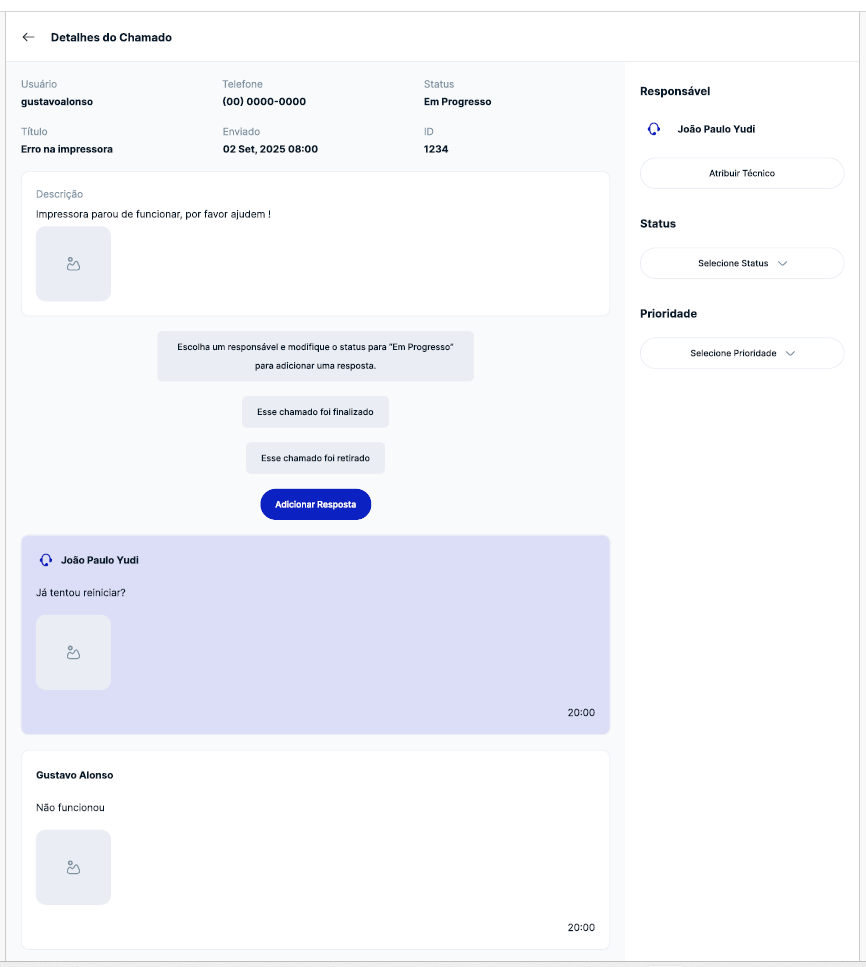 Detalhes do Chamado
Usuário
gustavoalonso
Telefone
(00) 0000-0000
Status
Em Progresso
Título
Erro na impressora
Enviado
02 Set, 2025 08:00
ID
1234
Descrição
Impressora parou de funcionar, por favor ajudem !
Escolha um responsável e modifique o status para "Em Progresso"
para adicionar uma resposta.
Esse chamado foi finalizado
Esse chamado foi retirado
Adicionar Resposta
João Paulo Yudi
Já tentou reiniciar?
20:00
Gustavo Alonso
Não funcionou
20:00
Responsável
João Paulo Yudi
Atribuir Técnico
Status
Selecione Status
Prioridade
Selecione Prioridade